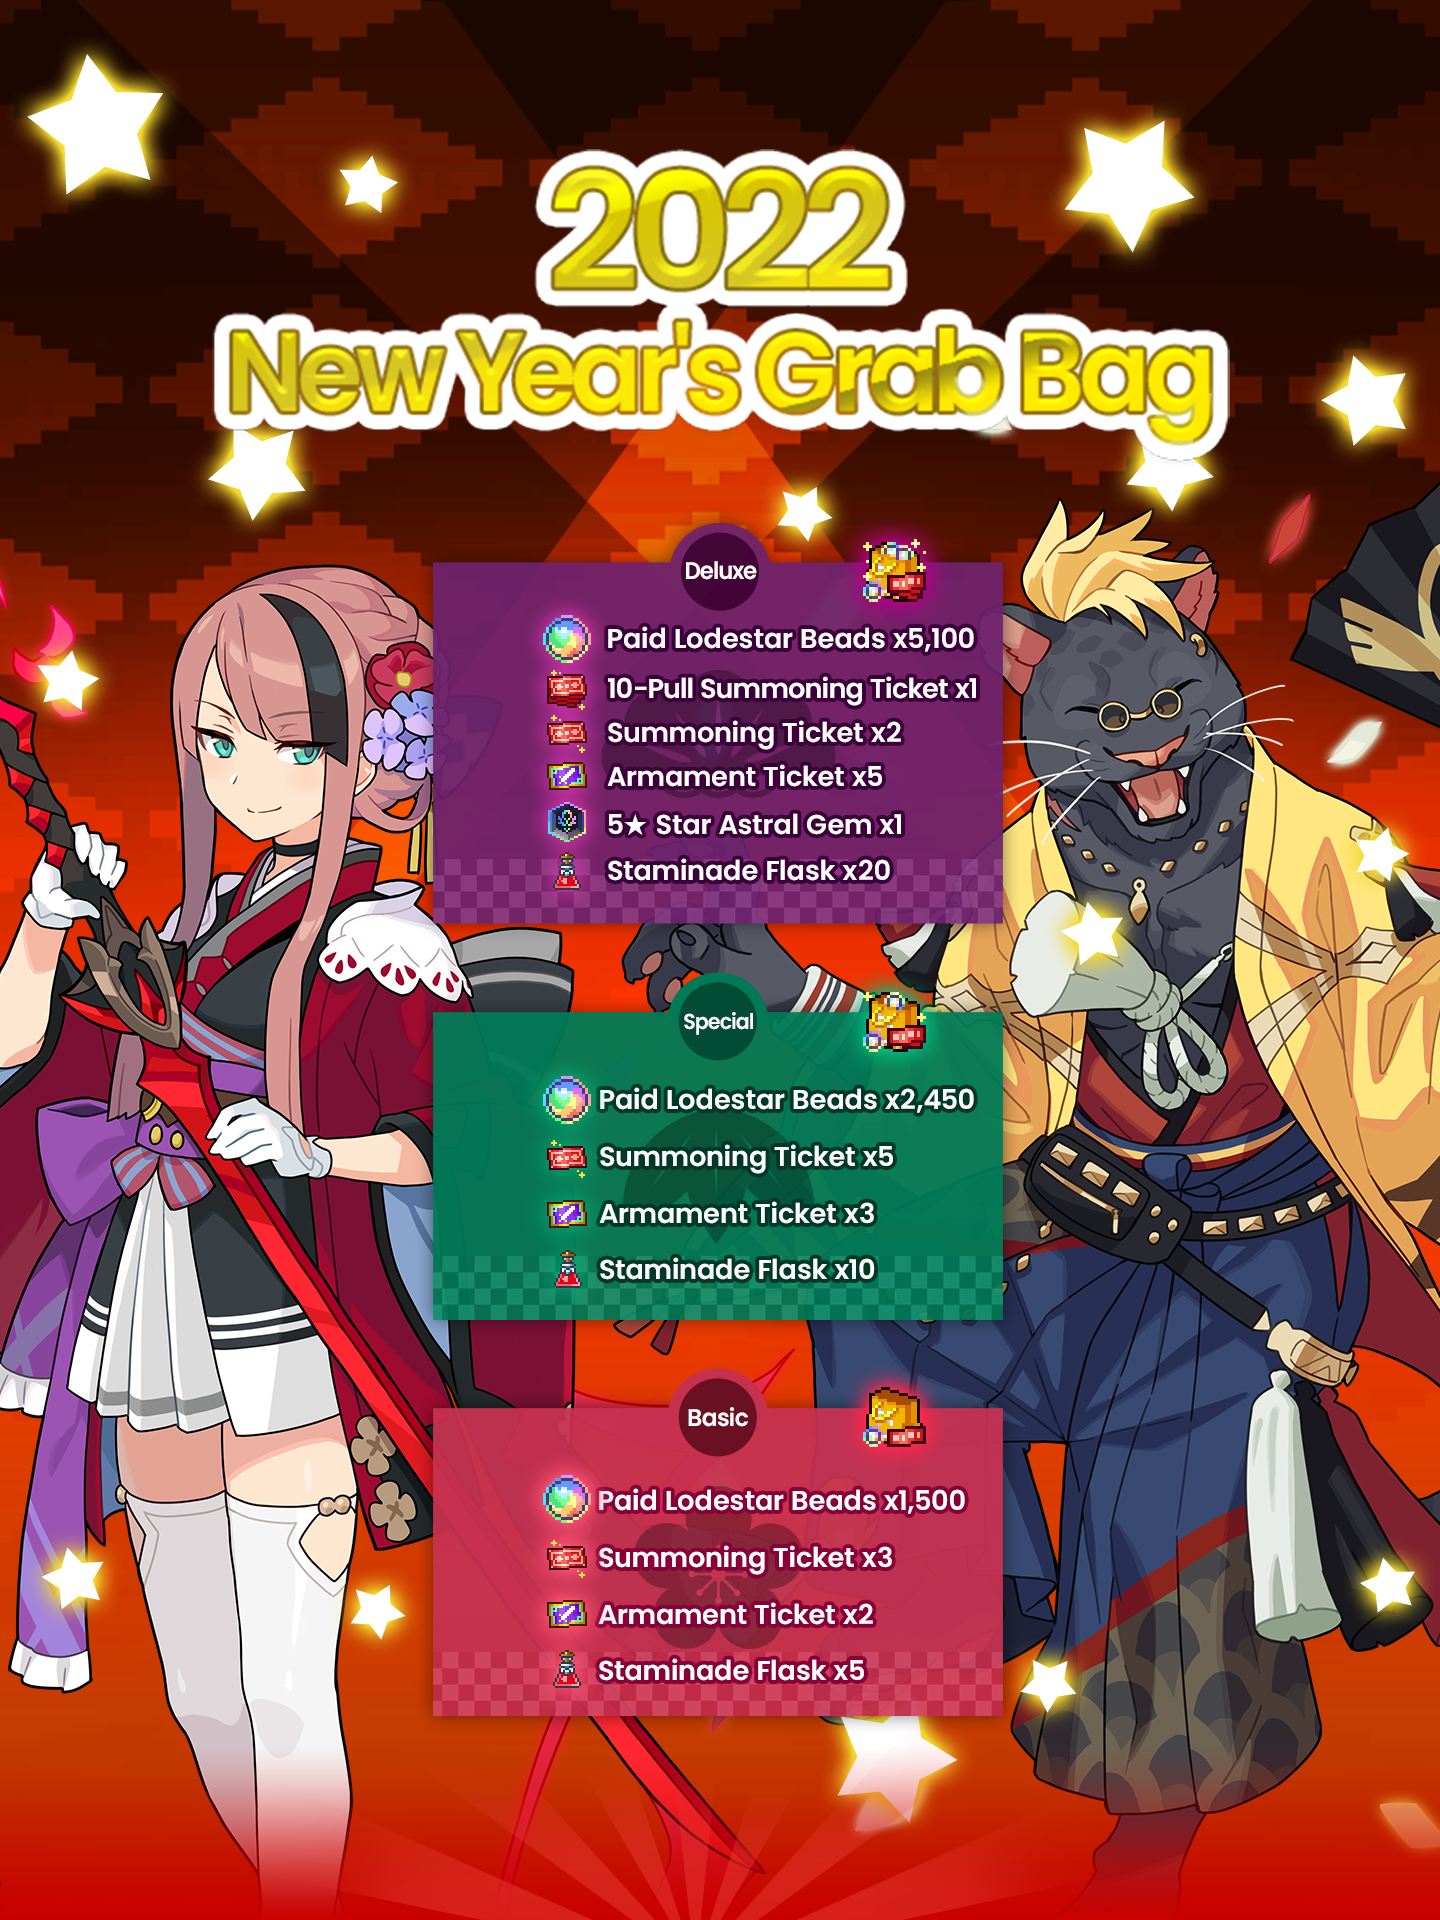 2022
New Year's Grab Bag
Deluxe
Paid Lodestar Beads x5,100
10-Pull Summoning Ticket x1
Summoning Ticket x2
Armament Ticket x5
5★ Star Astral Gem x1
Staminade Flask x20
Special
Paid Lodestar Beads x2,450
Summoning Ticket x5
Armament Ticket x3
Staminade Flask x10
Basic
Paid Lodestar Beads x1,500
Summoning Ticket x3
Armament Ticket x2
Staminade Flask x5